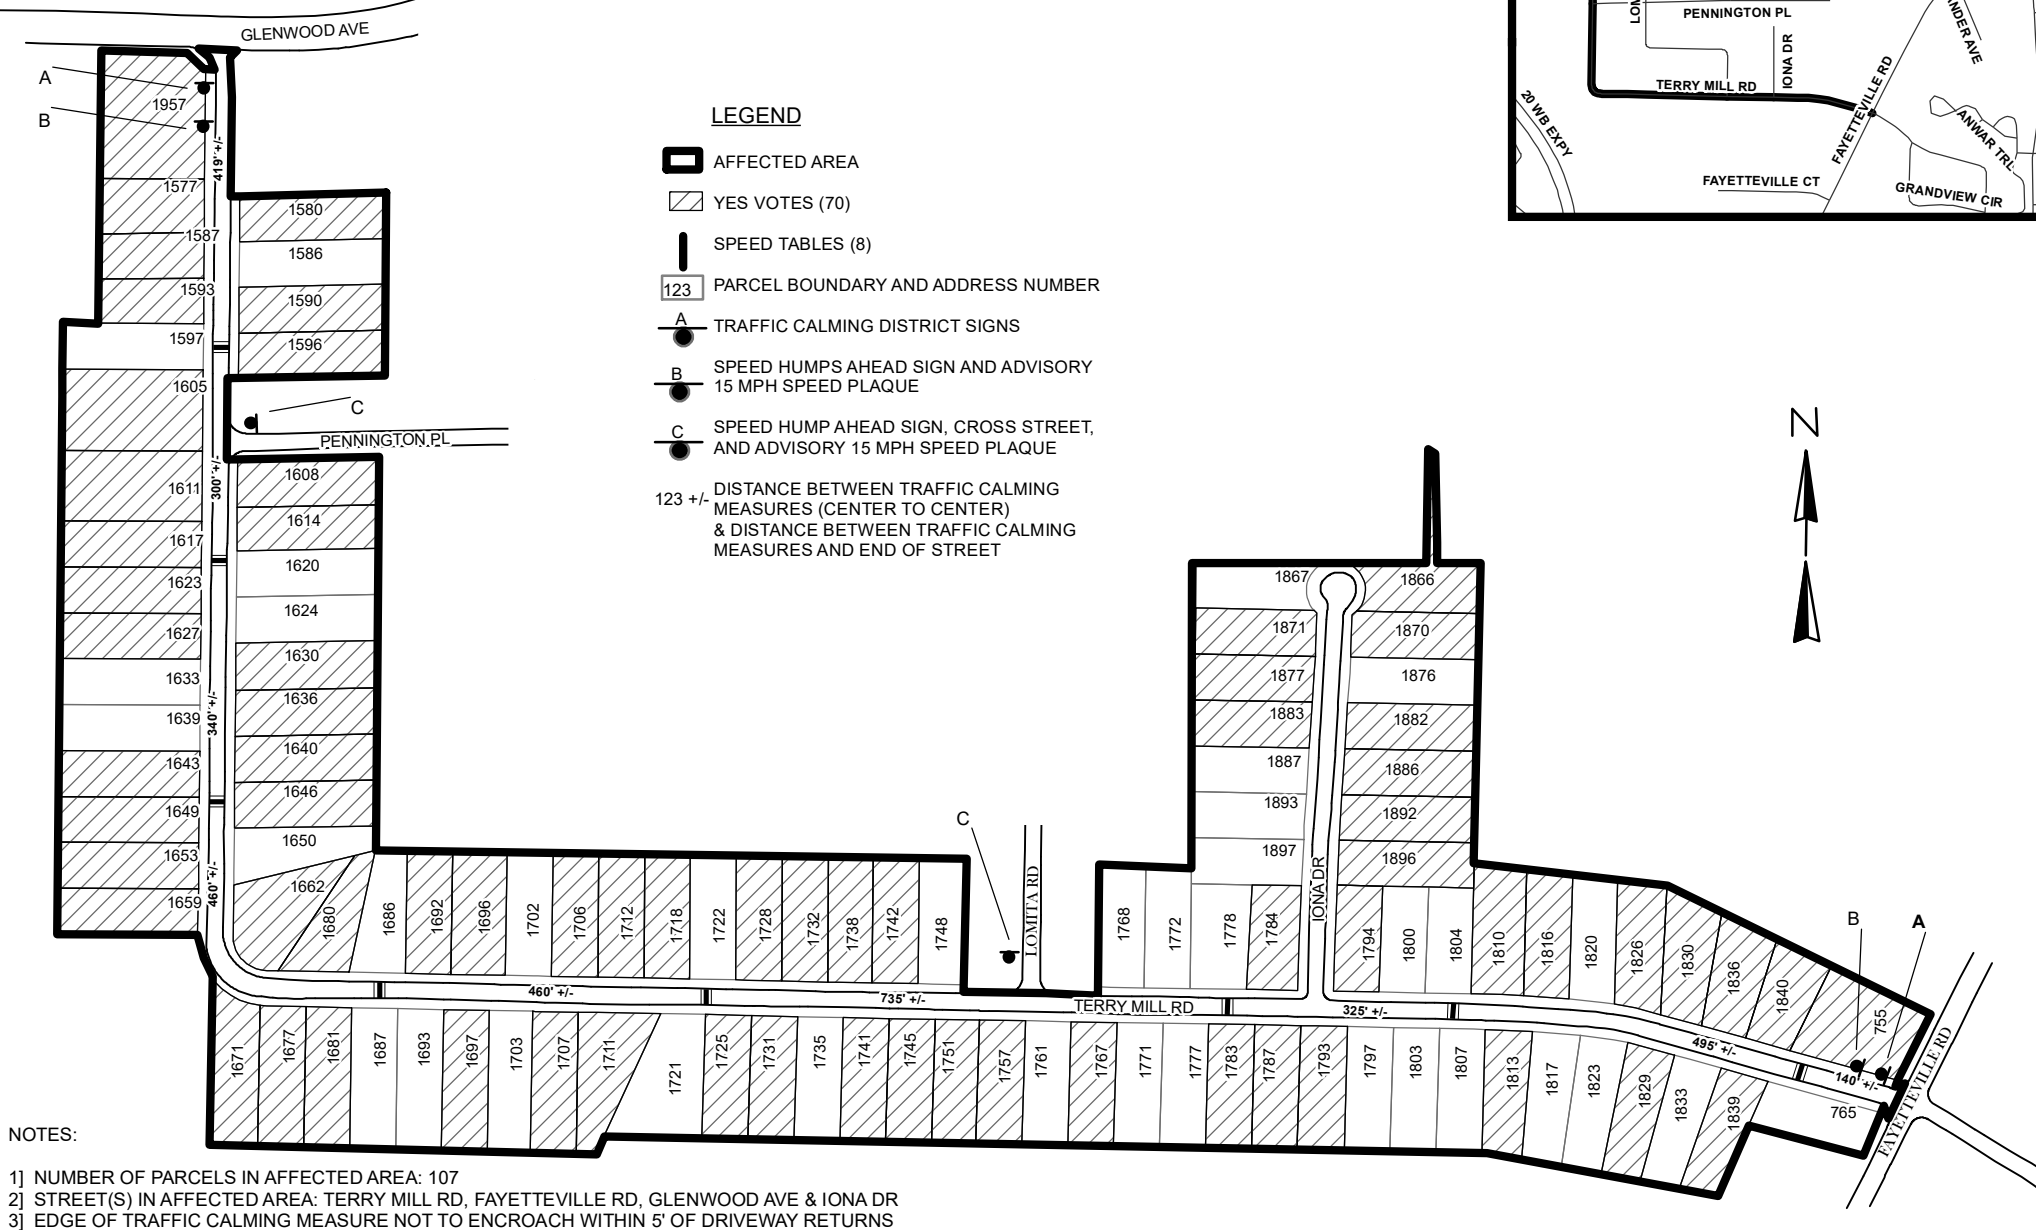 GLENWOOD AVE
A
B
1957
1577
1587
1593
1597
1605
1611
1617
1623
1627
1633
1639
1643
1649
1653
1659
419' +/-
300' +/-
340' +/-
460' +/-
1580
1586
1590
1596
C
PENNINGTON PL
1608
1614
1620
1624
1630
1636
1640
1646
1650
1662
LEGEND
AFFECTED AREA
YES VOTES (70)
SPEED TABLES (8)
123 PARCEL BOUNDARY AND ADDRESS NUMBER
A TRAFFIC CALMING DISTRICT SIGNS
B SPEED HUMPS AHEAD SIGN AND ADVISORY
15 MPH SPEED PLAQUE
C SPEED HUMP AHEAD SIGN, CROSS STREET,
AND ADVISORY 15 MPH SPEED PLAQUE
123 +/- DISTANCE BETWEEN TRAFFIC CALMING
MEASURES (CENTER TO CENTER)
& DISTANCE BETWEEN TRAFFIC CALMING
MEASURES AND END OF STREET
PENNINGTON PL
IONA DR
TERRY MILL RD
FAYETTEVILLE RD
20 WB EXPY
ANWAR TRL
FAYETTEVILLE CT
GRANDVIEW CIR
N
1867
1871
1877
1883
1887
1893
1897
1866
1870
1876
1882
1886
1892
1896
IONA DR
C
LOMITA RD
1680
1686
1692
1696
1702
1706
1712
1718
1722
1728
1732
1738
1742
1748
1768
1772
1778
1784
1794
1800
1804
1810
1816
1820
1826
1830
1836
1840
755
B
A
460' +/-
735' +/-
TERRY MILL RD
325' +/-
495' +/-
140' +/-
FAYETTEVILLE RD
1671
1677
1681
1687
1693
1697
1703
1707
1711
1721
1725
1731
1735
1741
1745
1751
1757
1761
1767
1771
1777
1783
1787
1793
1797
1803
1807
1813
1817
1823
1829
1833
1839
765
NOTES:
1] NUMBER OF PARCELS IN AFFECTED AREA: 107
2] STREET(S) IN AFFECTED AREA: TERRY MILL RD, FAYETTEVILLE RD, GLENWOOD AVE & IONA DR
3] EDGE OF TRAFFIC CALMING MEASURE NOT TO ENCROACH WITHIN 5' OF DRIVEWAY RETURNS